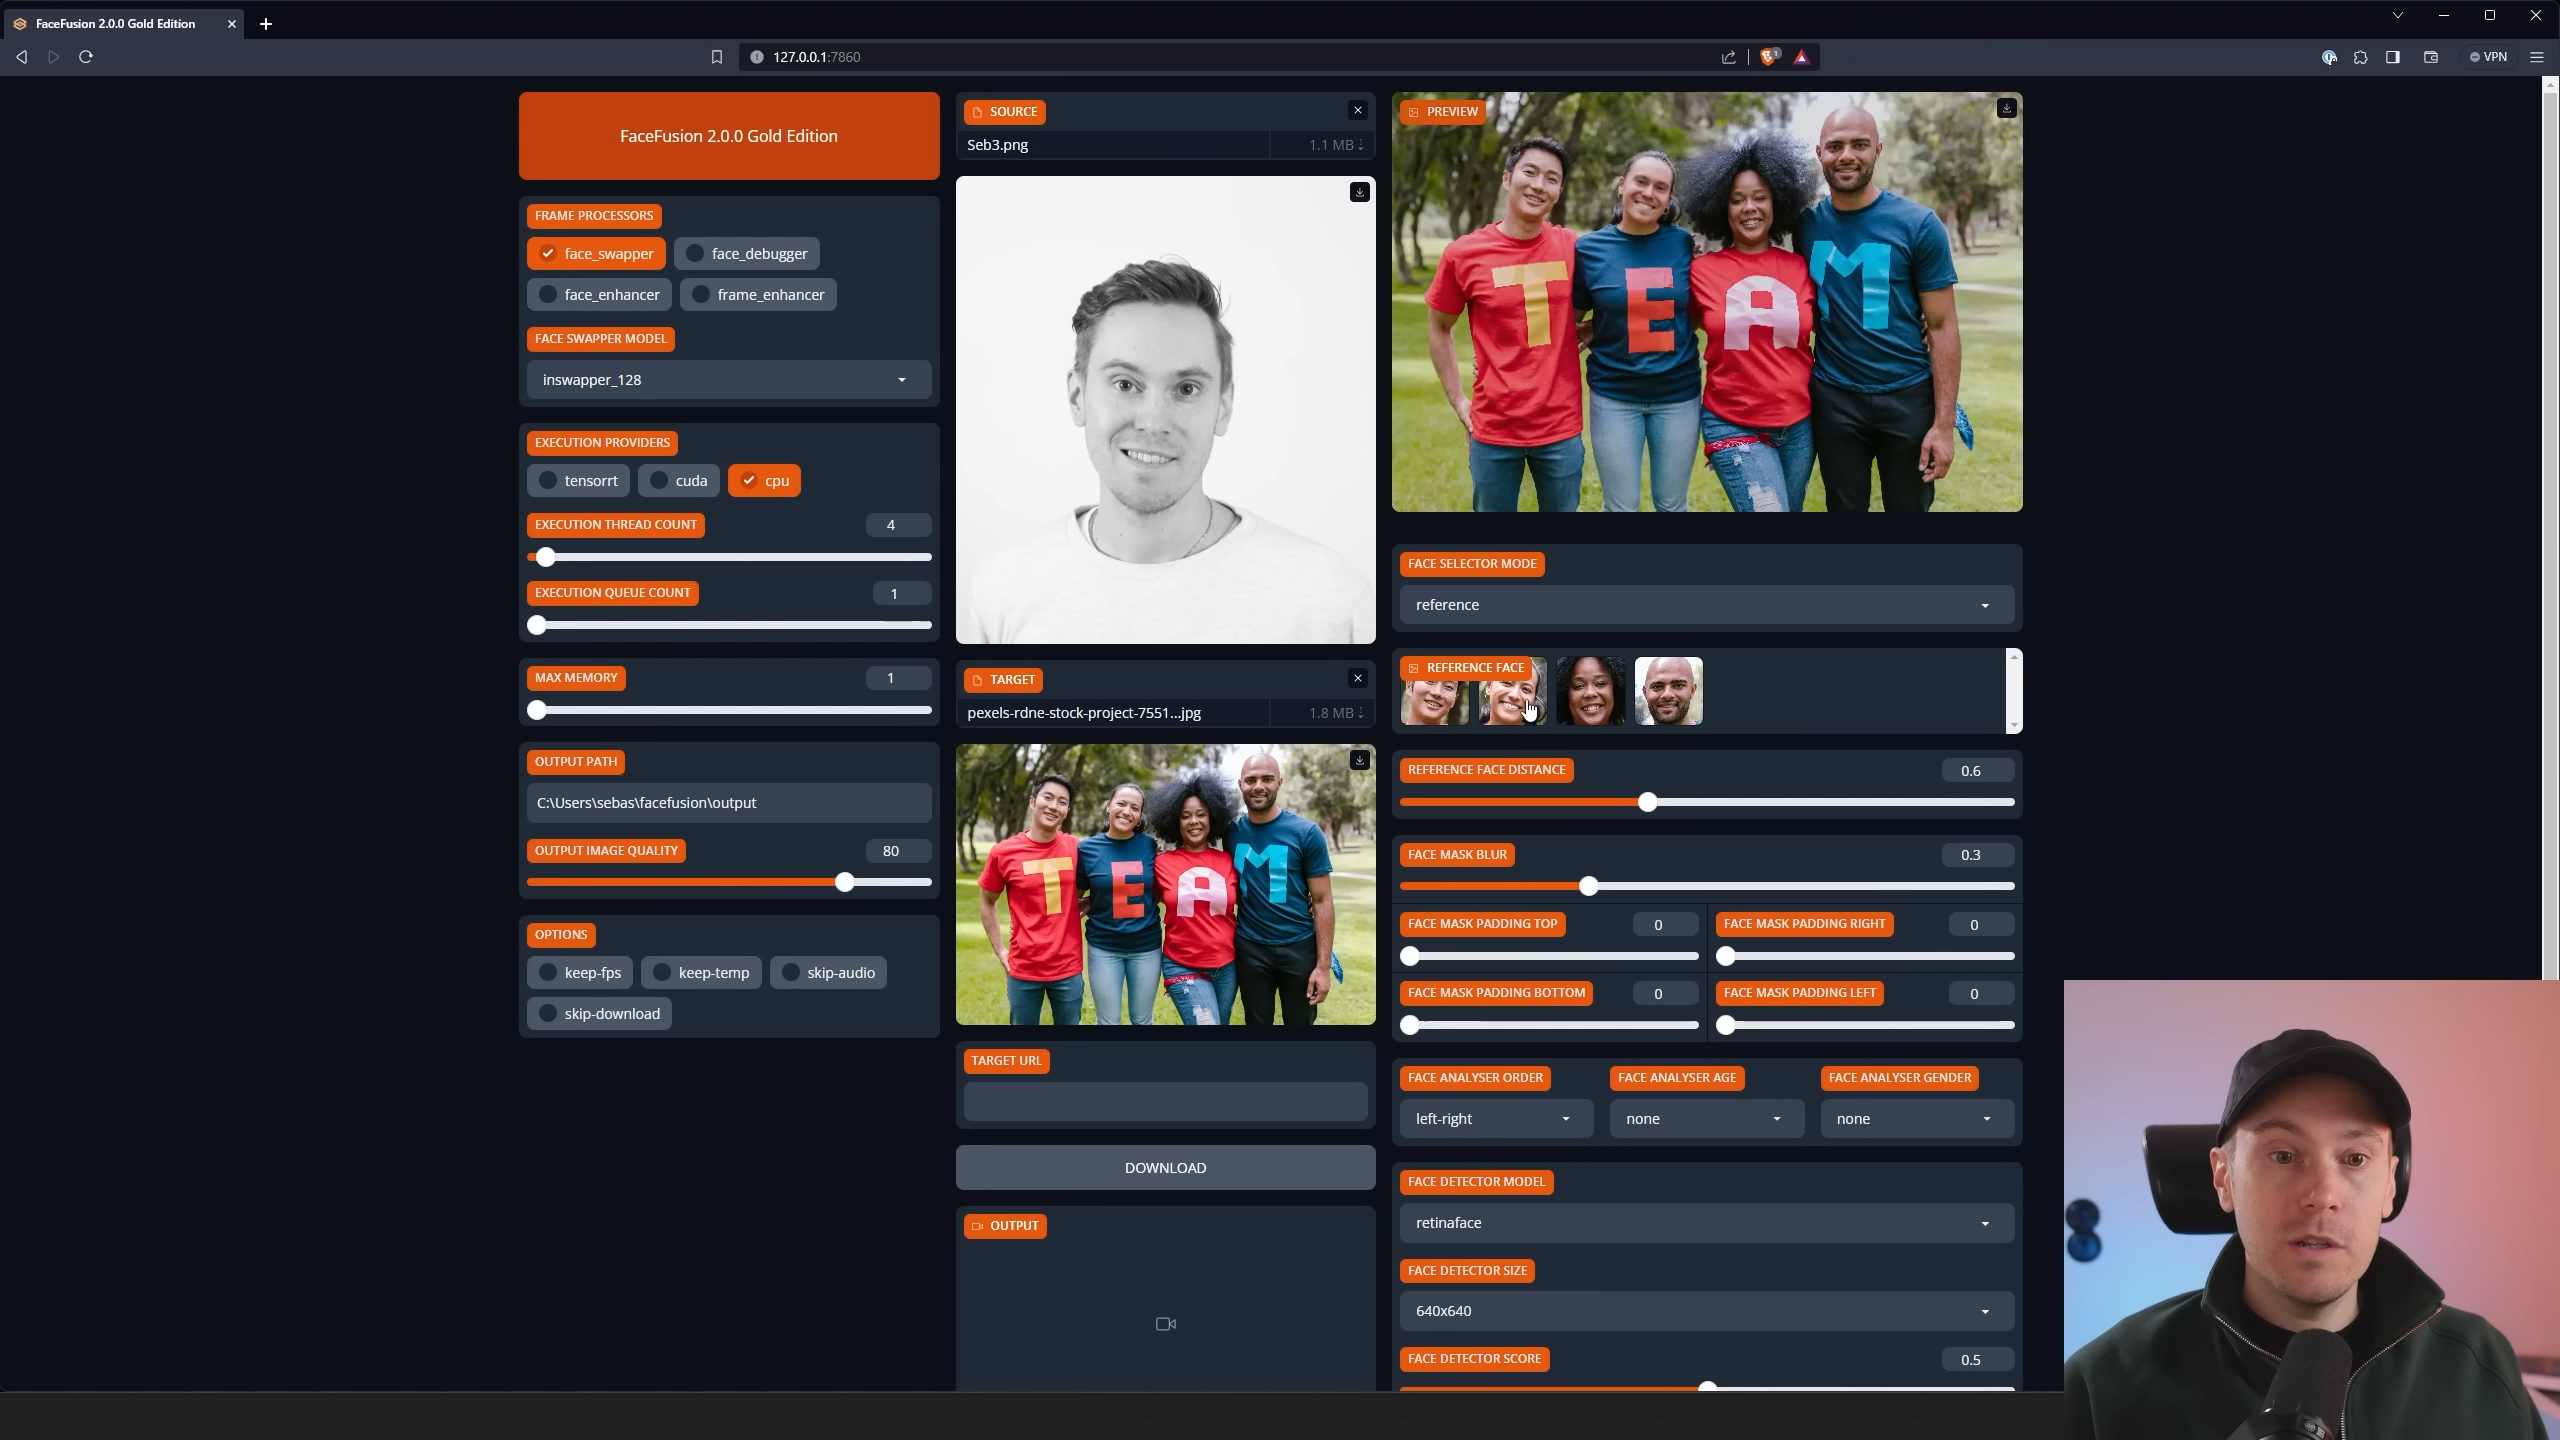 FaceFusion 2.0.0 Gold Edition
127.0.0.1:7860
1
VPN
FaceFusion 2.0.0 Gold Edition
FRAME PROCESSORS
face_swapper
face_debugger
face_enhancer
frame_enhancer
FACE SWAPPER MODEL
inswapper_128
EXECUTION PROVIDERS
tensorrt
cuda
cpu
EXECUTION THREAD COUNT
4
EXECUTION QUEUE COUNT
1
MAX MEMORY
1
OUTPUT PATH
C:\Users\sebas\facefusion\output
OUTPUT IMAGE QUALITY
80
OPTIONS
keep-fps
keep-temp
skip-audio
skip-download
SOURCE
Seb3.png
1.1 MB
TARGET
pexels-rdne-stock-project-7551...jpg
1.8 MB
TEAM
TARGET URL
DOWNLOAD
OUTPUT
PREVIEW
TEAM
FACE SELECTOR MODE
reference
REFERENCE FACE
REFERENCE FACE DISTANCE
0.6
FACE MASK BLUR
0.3
FACE MASK PADDING TOP
0
FACE MASK PADDING RIGHT
0
FACE MASK PADDING BOTTOM
0
FACE MASK PADDING LEFT
0
FACE ANALYSER ORDER
left-right
FACE ANALYSER AGE
none
FACE ANALYSER GENDER
none
FACE DETECTOR MODEL
retinaface
FACE DETECTOR SIZE
640x640
FACE DETECTOR SCORE
0.5